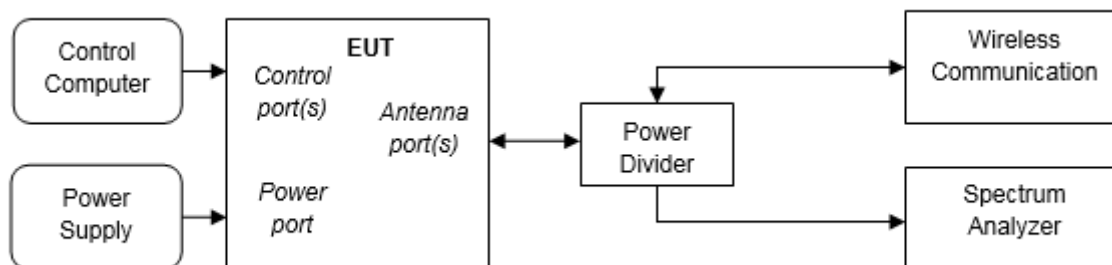 Control
Computer
Power
Supply
EUT
Control
port(s)
Antenna
port(s)
Power
port
Power
Divider
Wireless
Communication
Spectrum
Analyzer